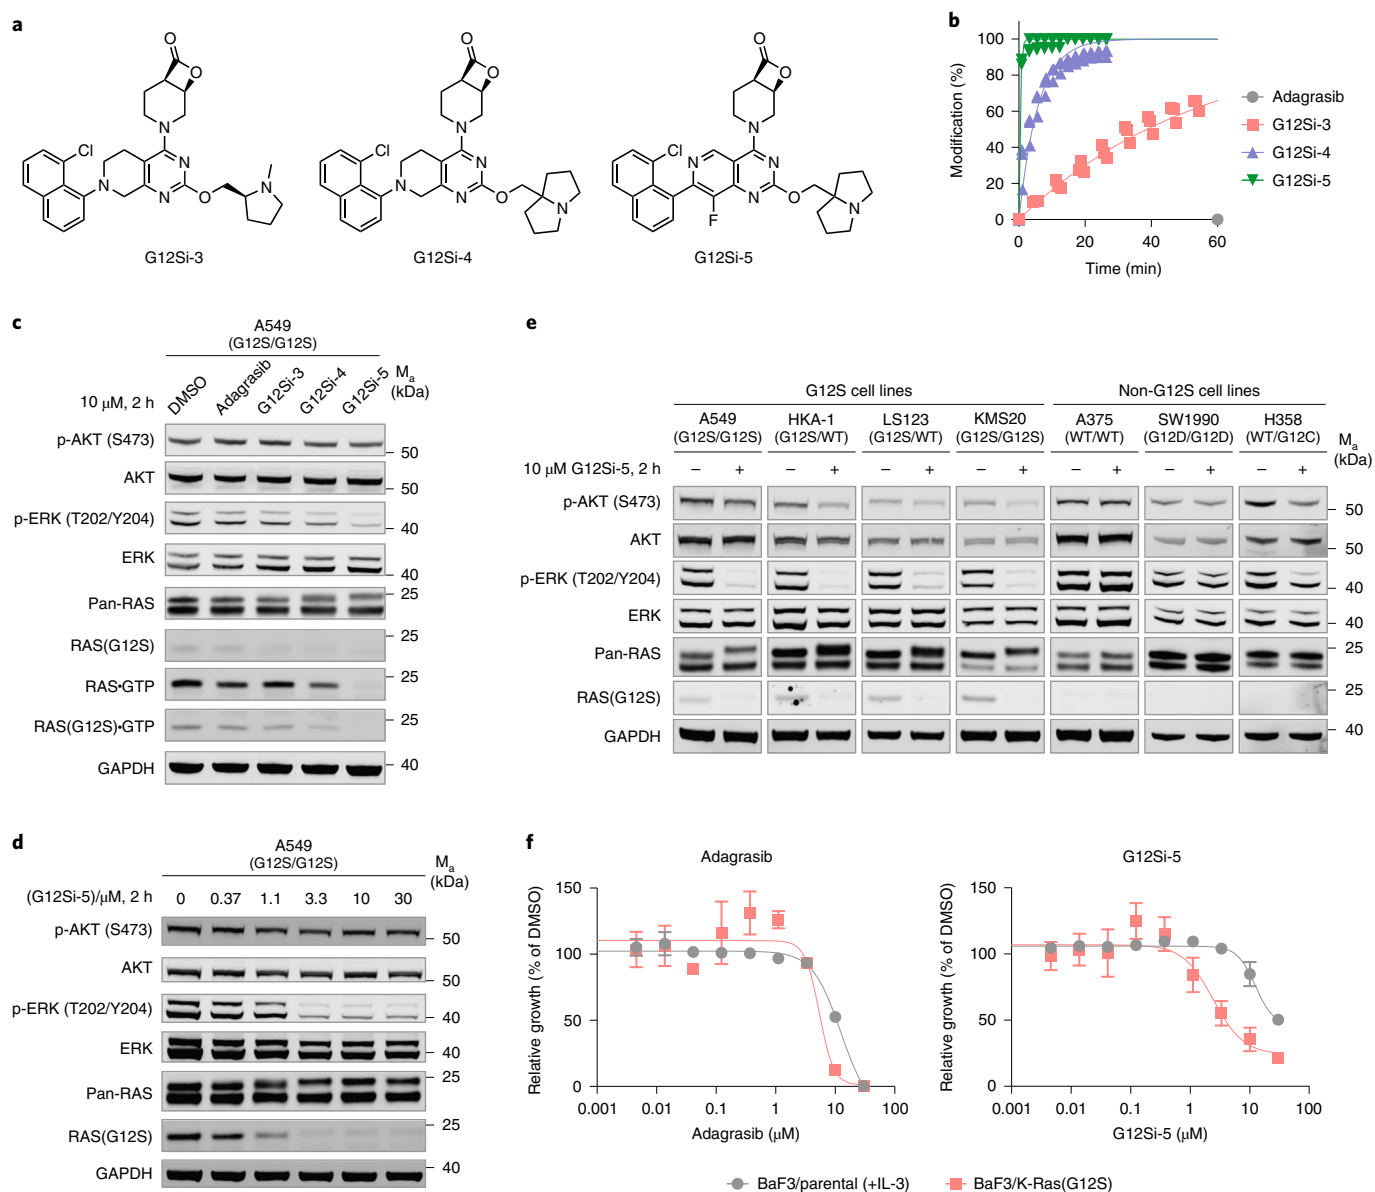 a
O
O
N
Cl
N
N
N
O
N
G12Si-3
O
O
N
Cl
N
N
N
O
N
G12Si-4
O
O
N
Cl
N
N
N
F
O
N
G12Si-5
b
Modification (%)
100
80
60
40
20
0
0 20 40 60
Time (min)
Adagrasib
G12Si-3
G12Si-4
G12Si-5
c
A549
(G12S/G12S)
10 μM, 2 h
DMSO
Adagrasib
G12Si-3
G12Si-4
G12Si-5
Ma
(kDa)
p-AKT (S473)
50
AKT
50
p-ERK (T202/Y204)
40
ERK
40
Pan-RAS
25
RAS(G12S)
25
RAS•GTP
25
RAS(G12S)•GTP
25
GAPDH
40
d
A549
(G12S/G12S)
Ma
(kDa)
(G12Si-5)/μM, 2 h 0 0.37 1.1 3.3 10 30
p-AKT (S473)
50
AKT
50
p-ERK (T202/Y204)
40
ERK
40
Pan-RAS
25
RAS(G12S)
25
GAPDH
40
e
G12S cell lines
Non-G12S cell lines
A549 HKA-1 LS123 KMS20 A375 SW1990 H358
(G12S/G12S) (G12S/WT) (G12S/WT) (G12S/G12S) (WT/WT) (G12D/G12D) (WT/G12C)
Ma
(kDa)
10 μM G12Si-5, 2 h − + − + − + − + − + − + − +
p-AKT (S473)
50
AKT
50
p-ERK (T202/Y204)
40
ERK
40
Pan-RAS
25
RAS(G12S)
25
GAPDH
40
f
Adagrasib
Relative growth (% of DMSO)
150
100
50
0
0.001 0.01 0.1 1 10 100
Adagrasib (μM)
G12Si-5
Relative growth (% of DMSO)
150
100
50
0
0.001 0.01 0.1 1 10 100
G12Si-5 (μM)
BaF3/parental (+IL-3) BaF3/K-Ras(G12S)